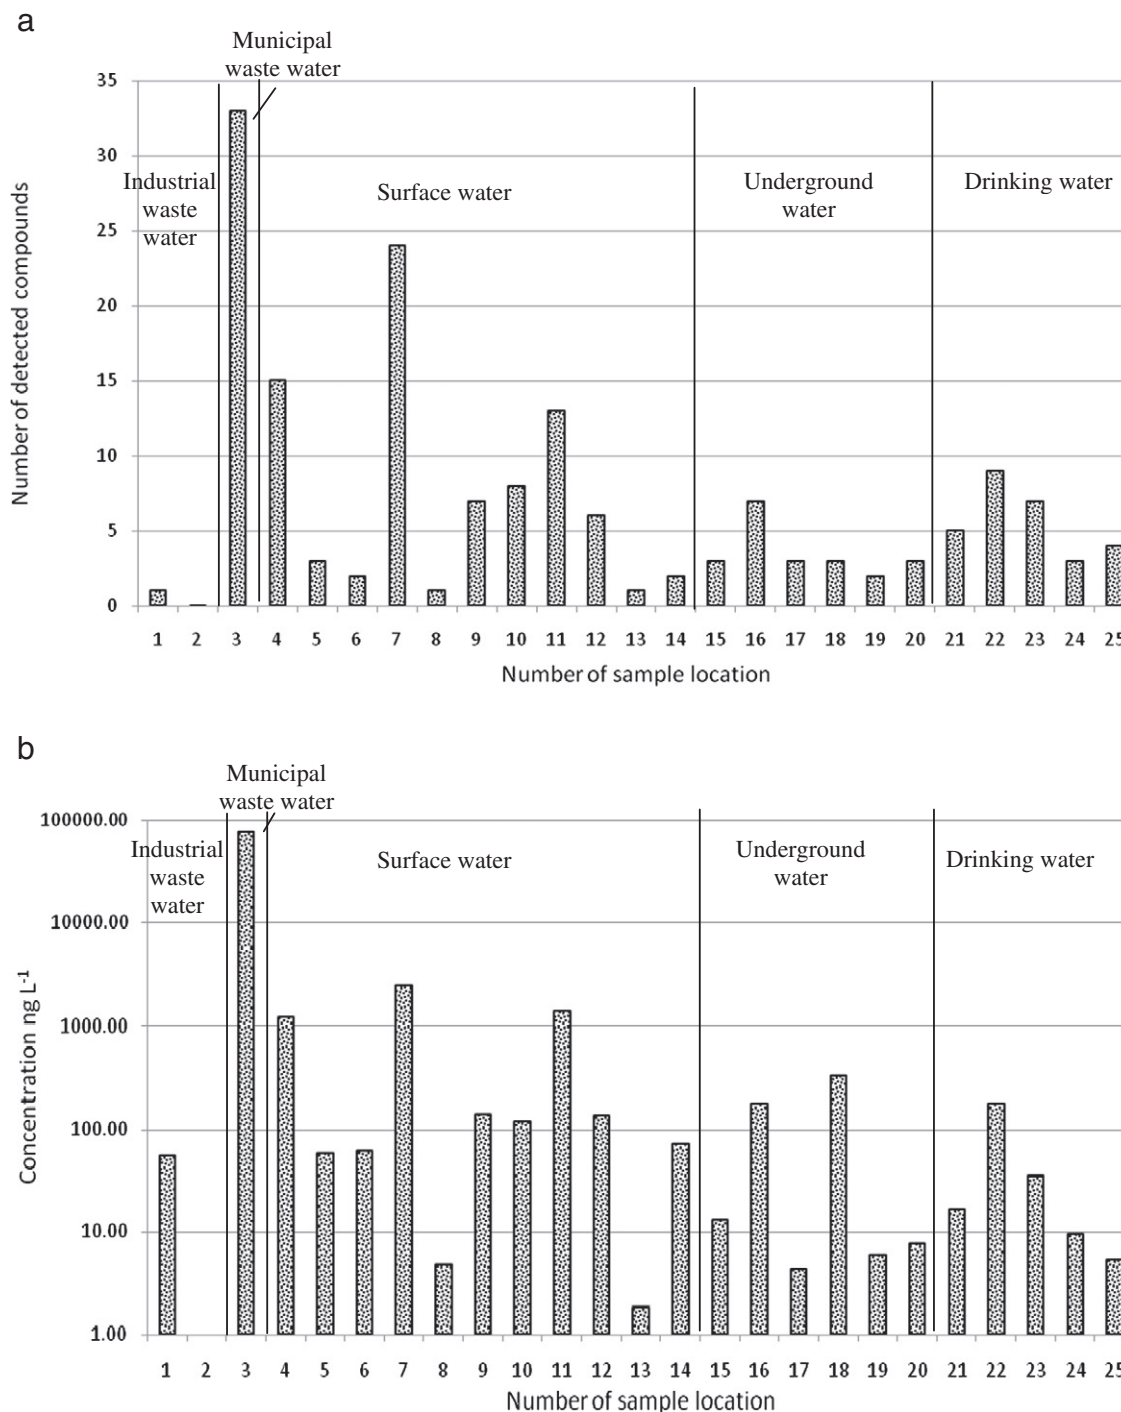 a
Municipal
waste water
35
30
25
20
15
10
5
0
Number of detected compounds
Industrial
waste
water
Surface water
Underground
water
Drinking water
1 2 3 4 5 6 7 8 9 10 11 12 13 14 15 16 17 18 19 20 21 22 23 24 25
Number of sample location
b
Municipal
waste water
100000.00
10000.00
1000.00
100.00
10.00
1.00
Concentration ng L-1
Industrial
waste
water
Surface water
Underground
water
Drinking water
1 2 3 4 5 6 7 8 9 10 11 12 13 14 15 16 17 18 19 20 21 22 23 24 25
Number of sample location